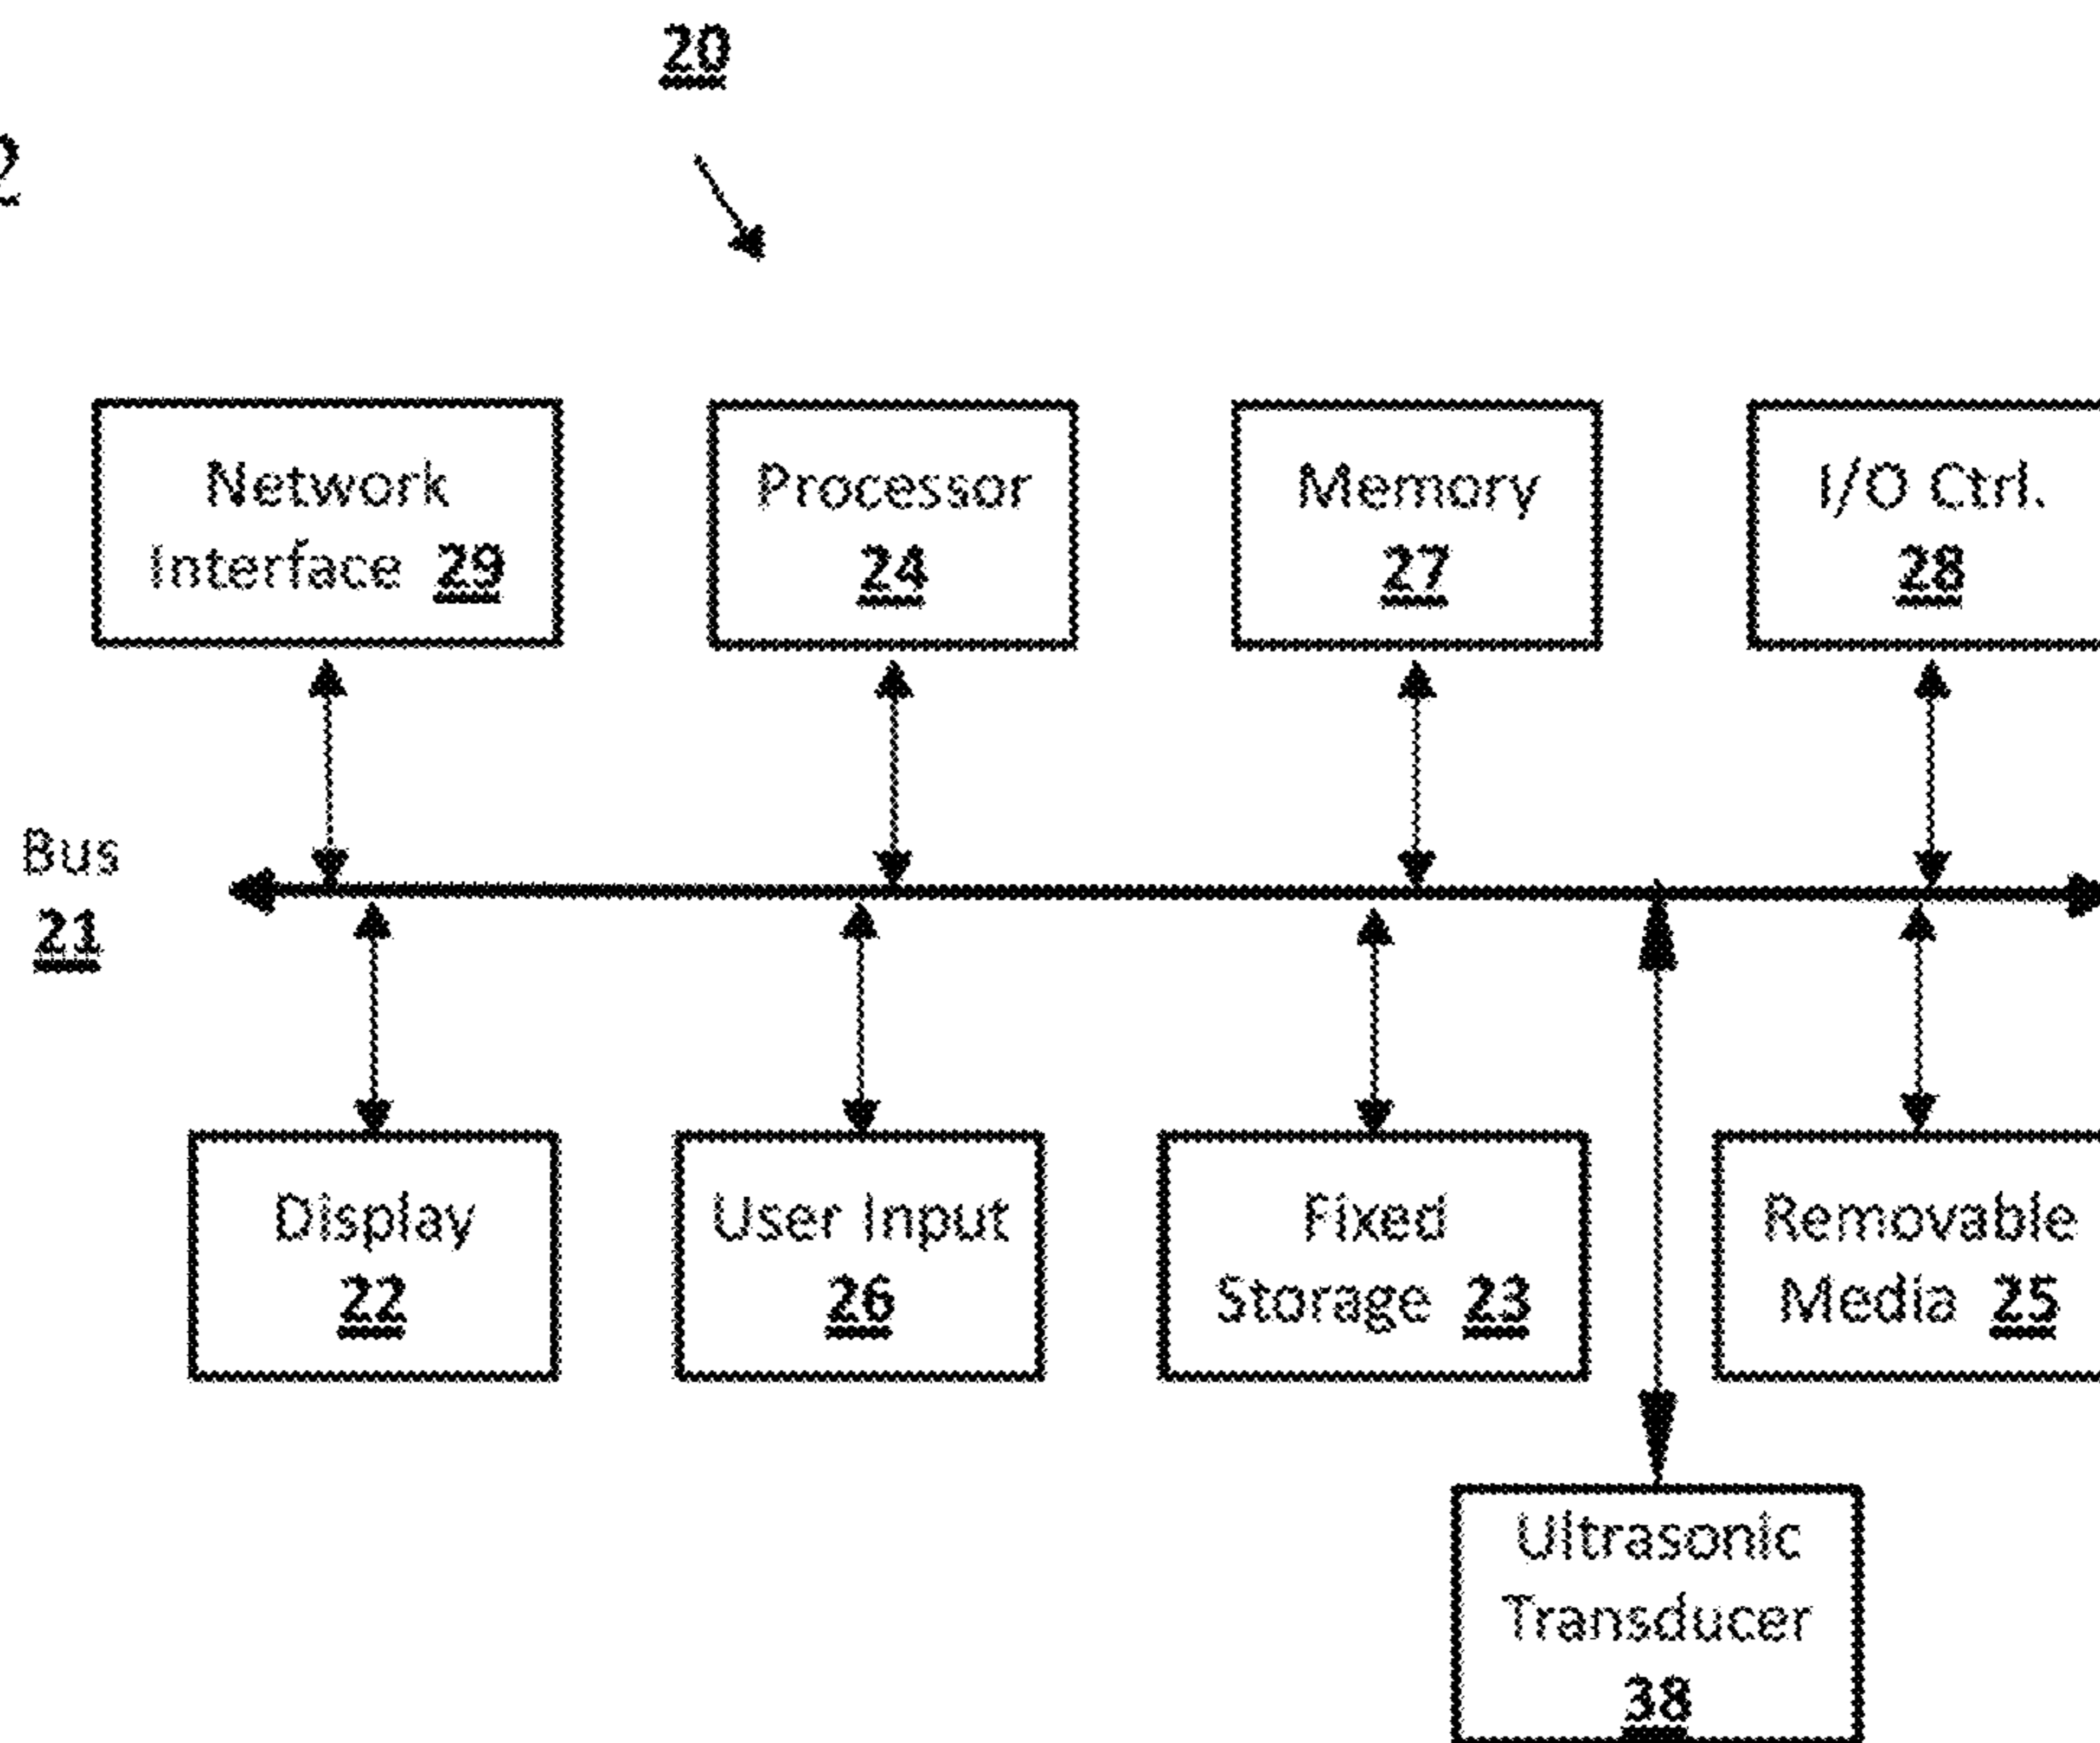 20
2
Network
Interface 29
Processor
24
Memory
27
I/O Ctrl.
28
Bus
21
Display
22
User Input
26
Fixed
Storage 23
Removable
Media 25
Ultrasonic
Transducer
38